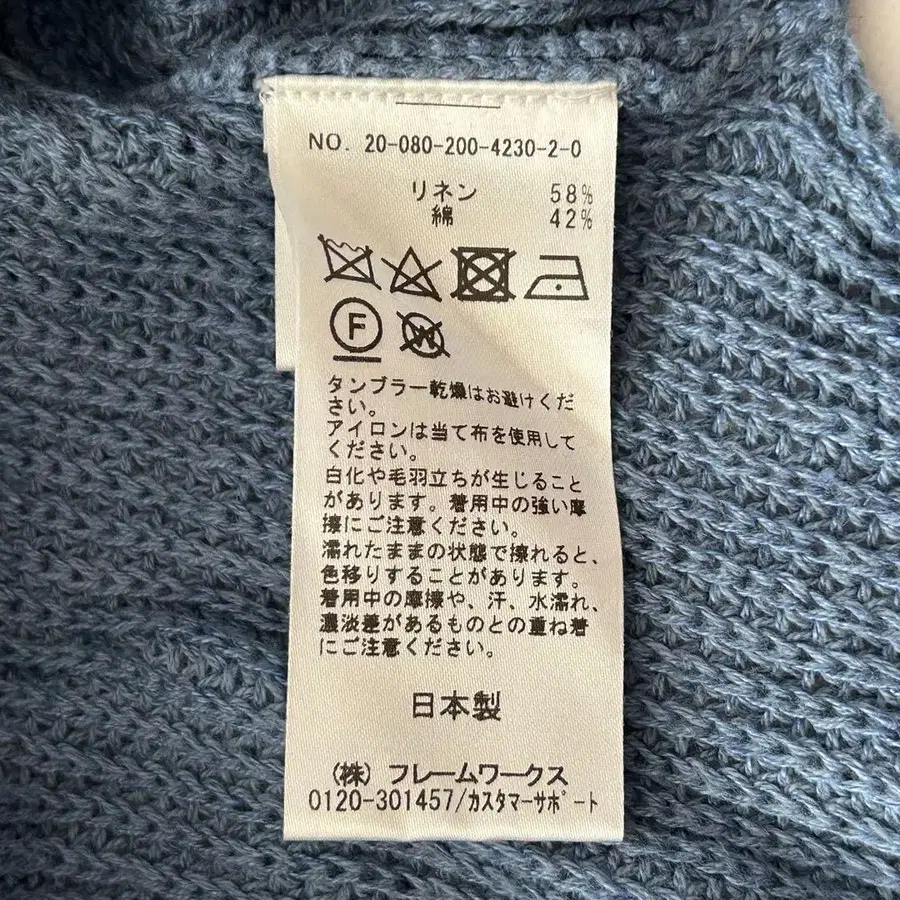 NO. 20-080-200-4230-2-0
リネン 58%
綿 42%
F
W
タンブラー乾燥はお避けくだ
さい。
アイロンは当て布を使用して
ください。
白化や毛羽立ちが生じること
があります。着用中の強い摩
擦にご注意ください。
濡れたままの状態で擦れると、
色移りすることがあります。
着用中の摩擦や、汗、水濡れ、
濃淡差があるものとの重ね着
にご注意ください。
日本製
(株) フレームワークス
0120-301457/カスタマーサポート